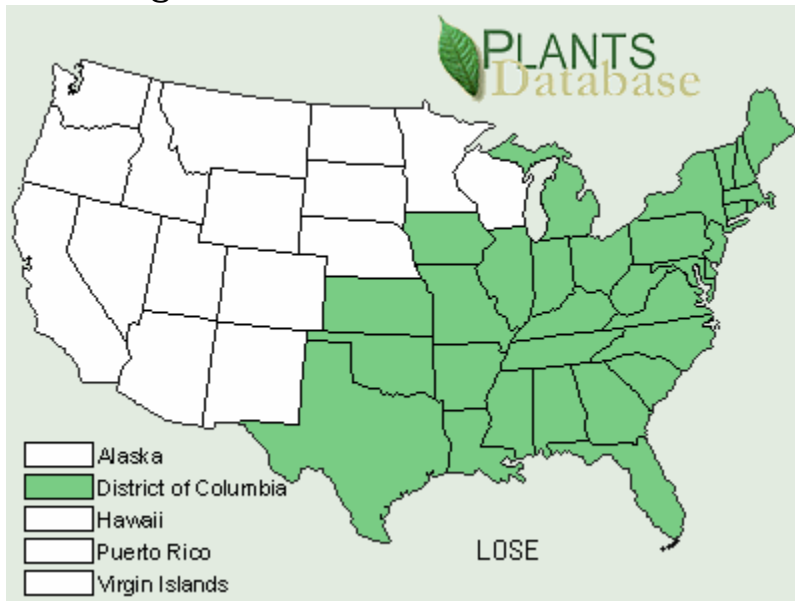 PLANTS
Database
Alaska
District of Columbia
Hawaii
Puerto Rico
Virgin Islands
LOSE